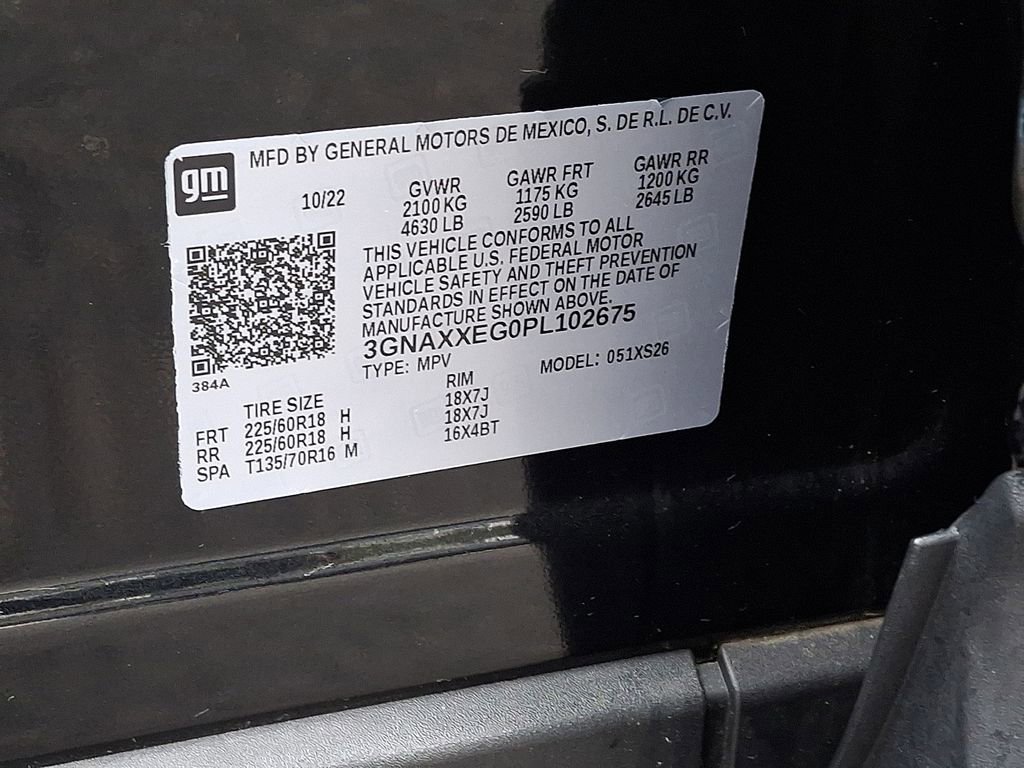 gm
MFD BY GENERAL MOTORS DE MEXICO, S. DE R.L. DE C.V.
10/22 GVWR GAWR FRT GAWR RR
2100 KG 1175 KG 1200 KG
4630 LB 2590 LB 2645 LB
THIS VEHICLE CONFORMS TO ALL
APPLICABLE U.S. FEDERAL MOTOR
VEHICLE SAFETY AND THEFT PREVENTION
STANDARDS IN EFFECT ON THE DATE OF
MANUFACTURE SHOWN ABOVE.
3GNAXXEG0PL102675
TYPE: MPV MODEL: 051XS26
384A
TIRE SIZE RIM
FRT 225/60R18 H 18X7J
RR 225/60R18 H 18X7J
SPA T135/70R16 M 16X4BT